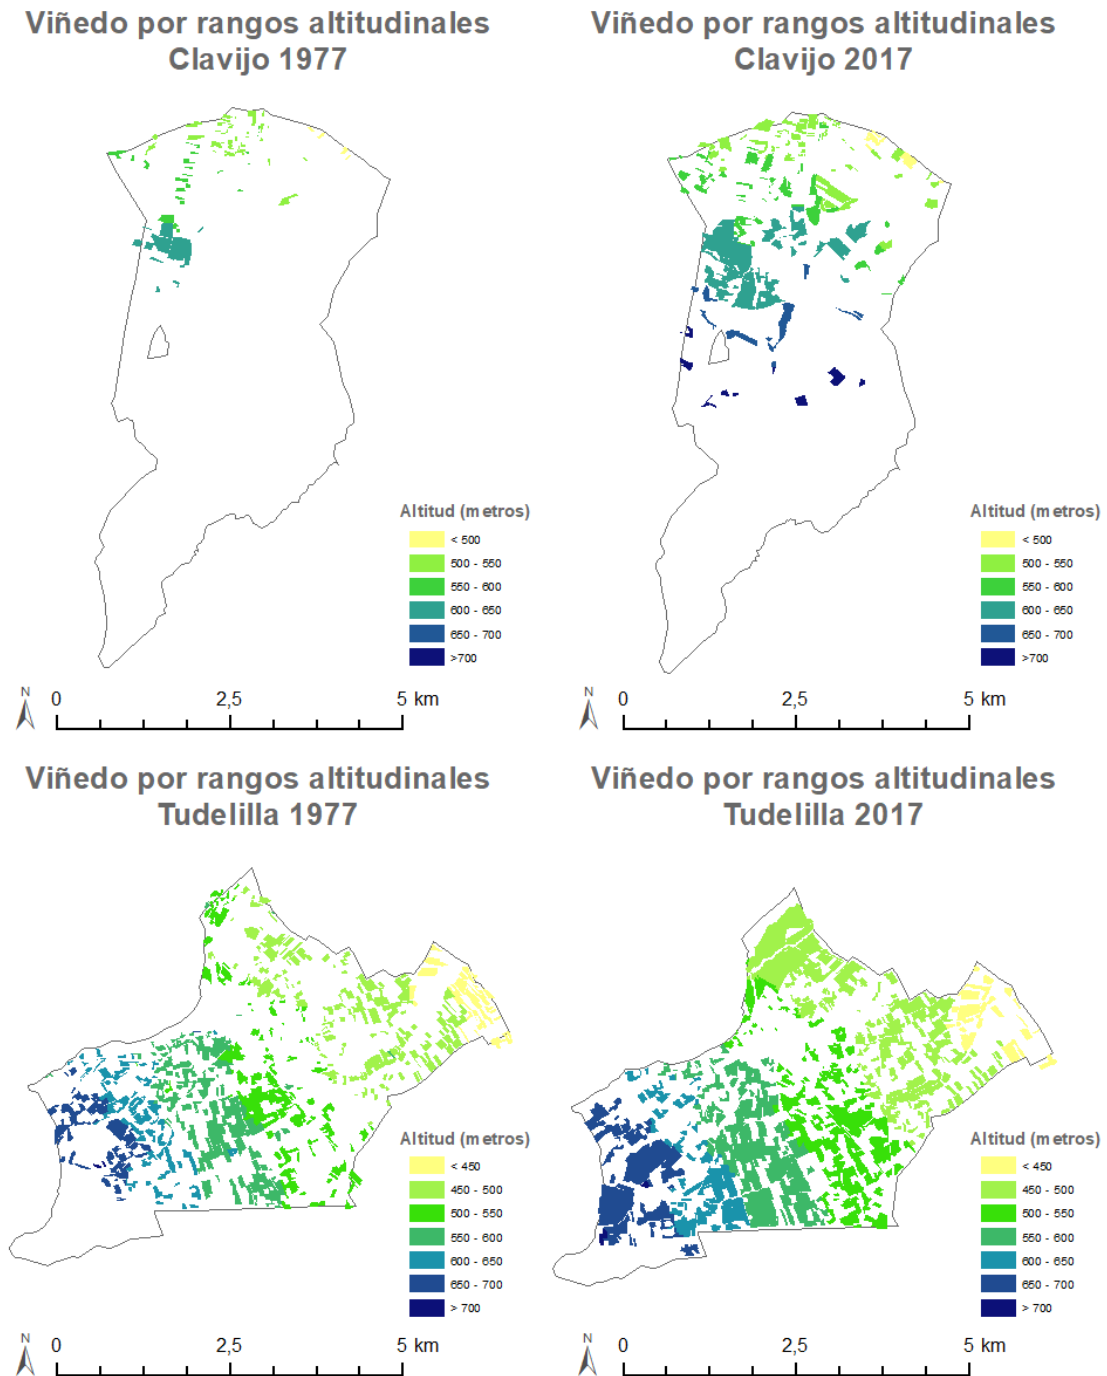 Viñedo por rangos altitudinales
Clavijo 1977
Viñedo por rangos altitudinales
Clavijo 2017
Altitud (metros)
< 500
500 - 550
550 - 600
600 - 650
650 - 700
>700
Altitud (metros)
< 500
500 - 550
550 - 600
600 - 650
650 - 700
>700
N
0 2,5 5 km
N
0 2,5 5 km
Viñedo por rangos altitudinales
Tudelilla 1977
Viñedo por rangos altitudinales
Tudelilla 2017
Altitud (metros)
< 450
450 - 500
500 - 550
550 - 600
600 - 650
650 - 700
> 700
Altitud (metros)
< 450
450 - 500
500 - 550
550 - 600
600 - 650
650 - 700
> 700
N
0 2,5 5 km
N
0 2,5 5 km